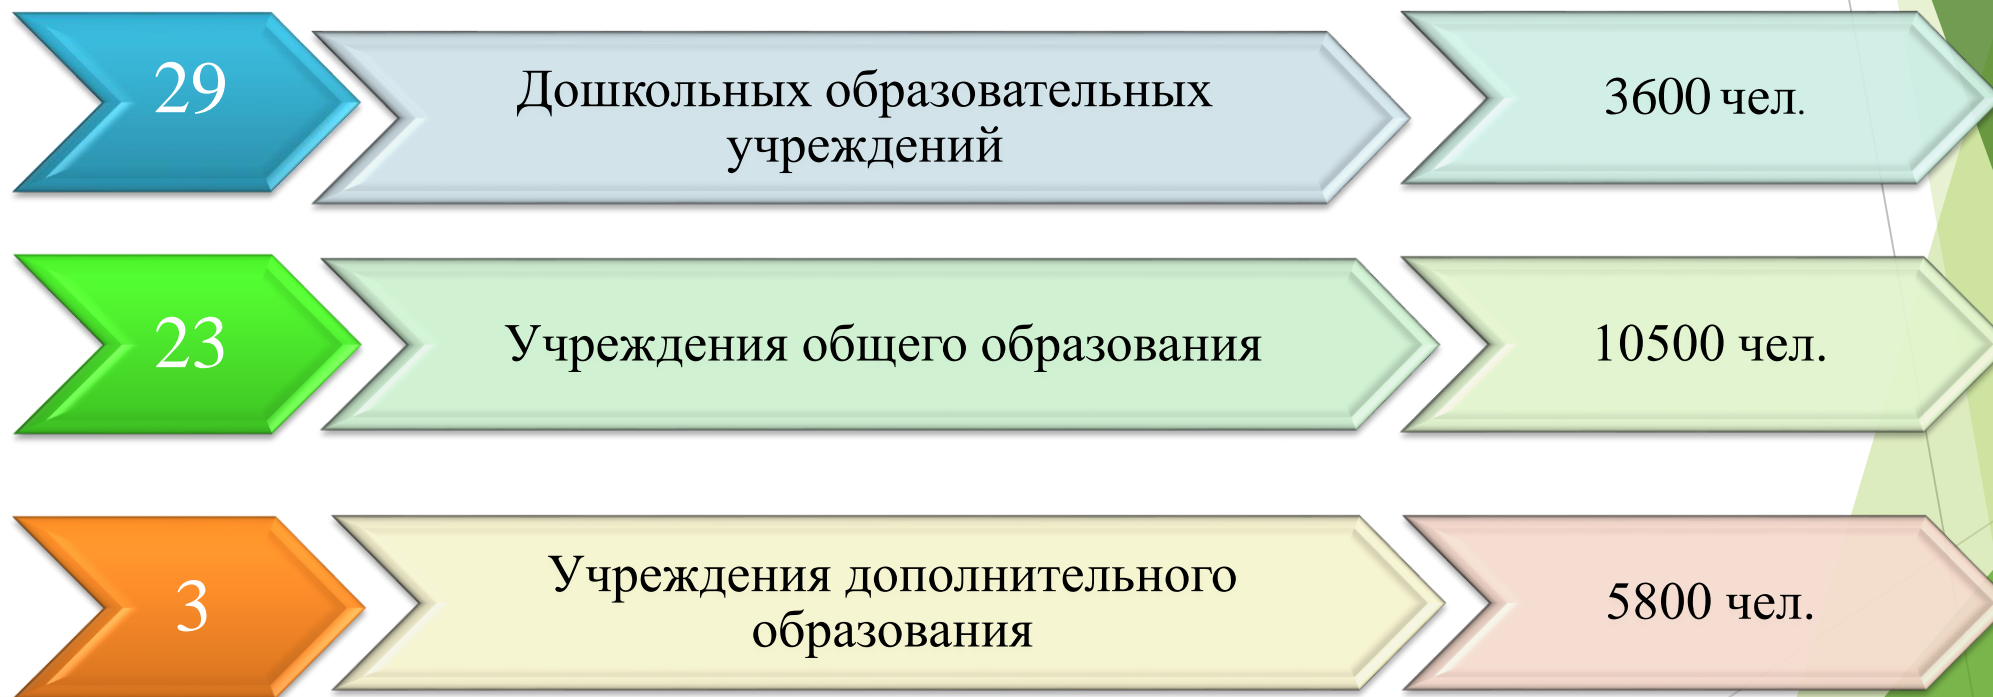 29
Дошкольных образовательных
учреждений
3600 чел.
23
Учреждения общего образования
10500 чел.
3
Учреждения дополнительного
образования
5800 чел.